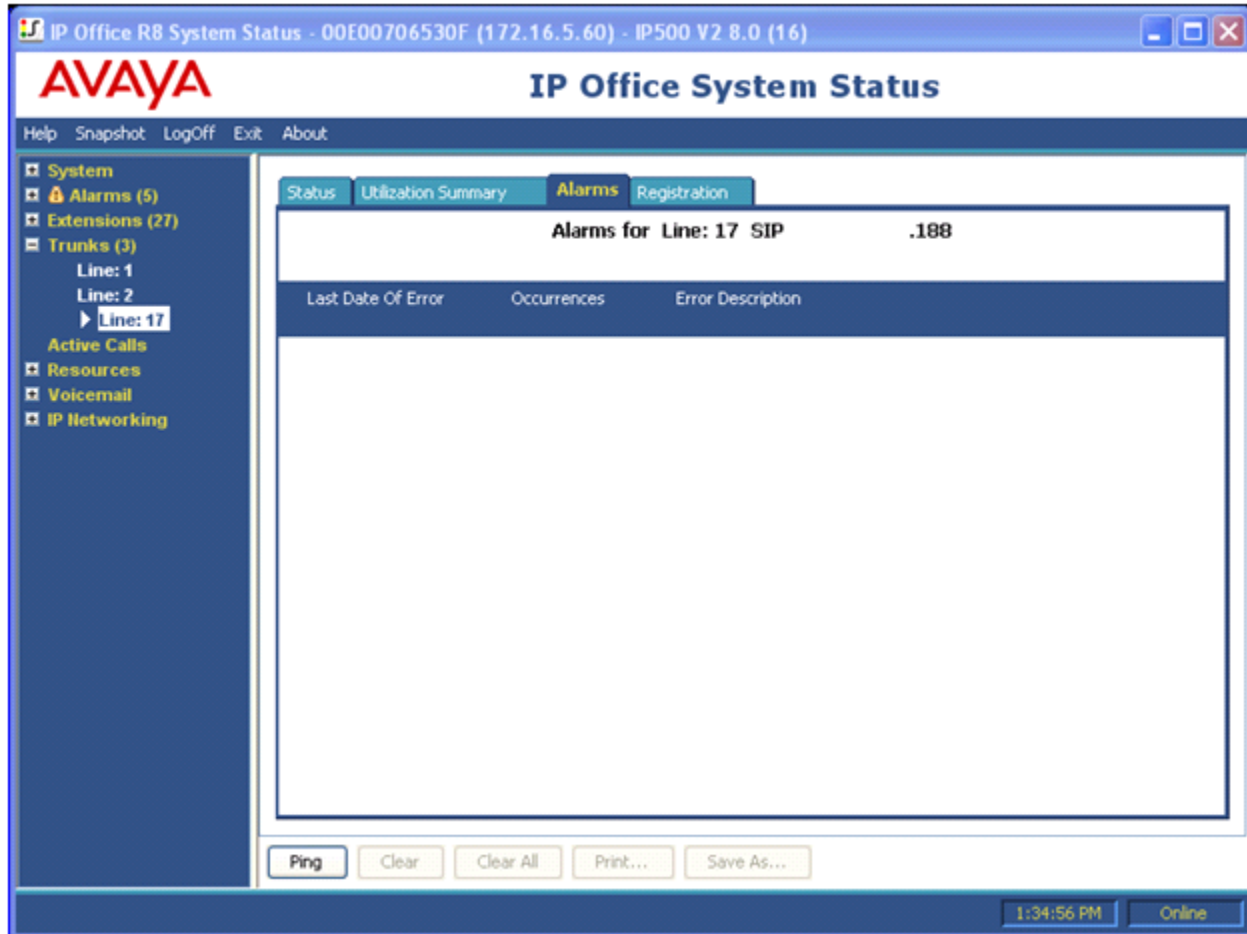 IP Office R8 System Status - 00E00706530F (172.16.5.60) - IP500 V2 8.0 (16)
AVAYA
IP Office System Status
Help Snapshot LogOff Exit About
System
Alarms (5)
Extensions (27)
Trunks (3)
Line: 1
Line: 2
Line: 17
Active Calls
Resources
Voicemail
IP Networking
Status Utilization Summary Alarms Registration
Alarms for Line: 17 SIP .188
Last Date Of Error Occurrences Error Description
Ping Clear Clear All Print... Save As...
1:34:56 PM Online